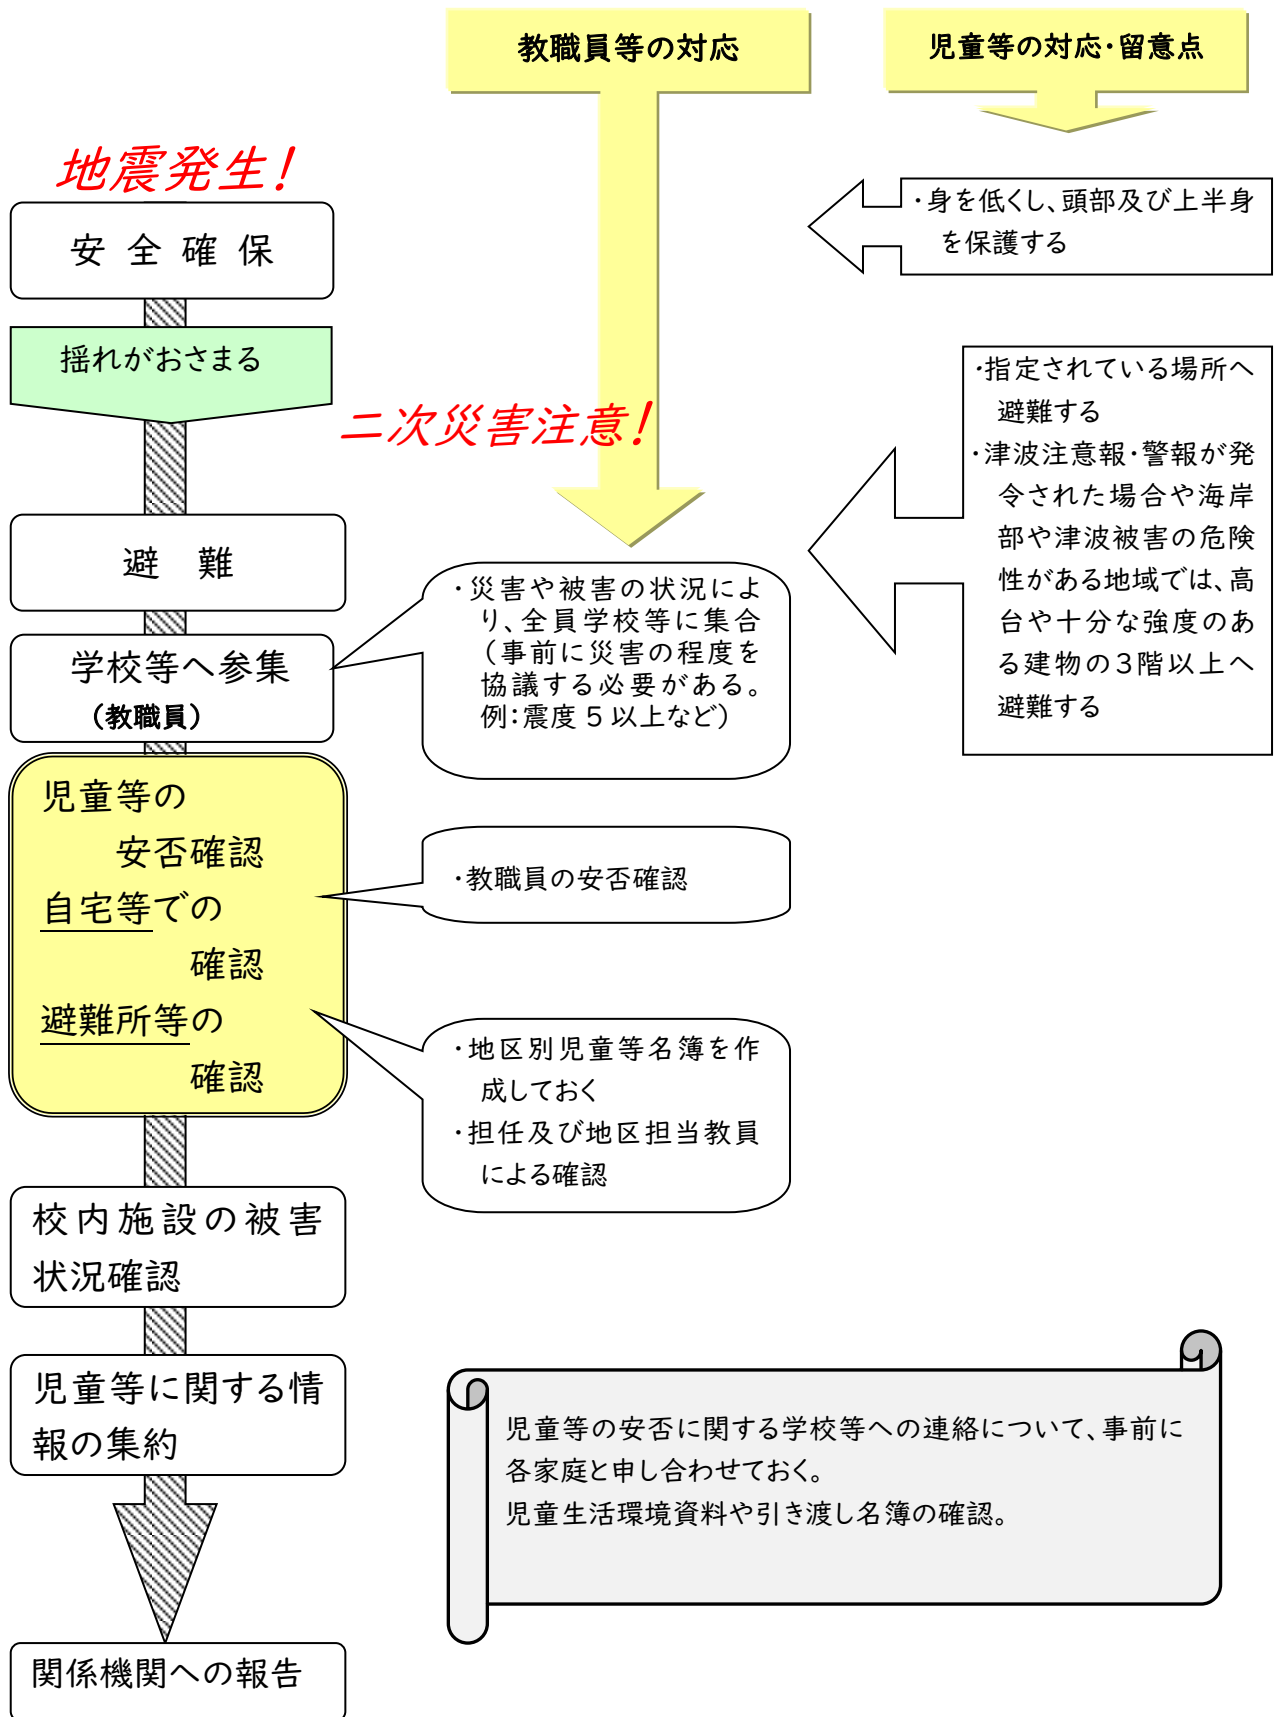 教職員等の対応
児童等の対応・留意点
地震発生！
安全確保
・身を低くし、頭部及び上半身
を保護する
揺れがおさまる
二次災害注意！
・指定されている場所へ
避難する
・津波注意報・警報が発
令された場合や海岸
部や津波被害の危険
性がある地域では、高
台や十分な強度のあ
る建物の３階以上へ
避難する
避　難
学校等へ参集
（教職員）
・災害や被害の状況によ
り、全員学校等に集合
（事前に災害の程度を
協議する必要がある。
例：震度５以上など）
児童等の
安否確認
自宅等での
確認
避難所等の
確認
・教職員の安否確認
・地区別児童等名簿を作
成しておく
・担任及び地区担当教員
による確認
校内施設の被害
状況確認
児童等に関する情
報の集約
児童等の安否に関する学校等への連絡について、事前に
各家庭と申し合わせておく。
児童生活環境資料や引き渡し名簿の確認。
関係機関への報告